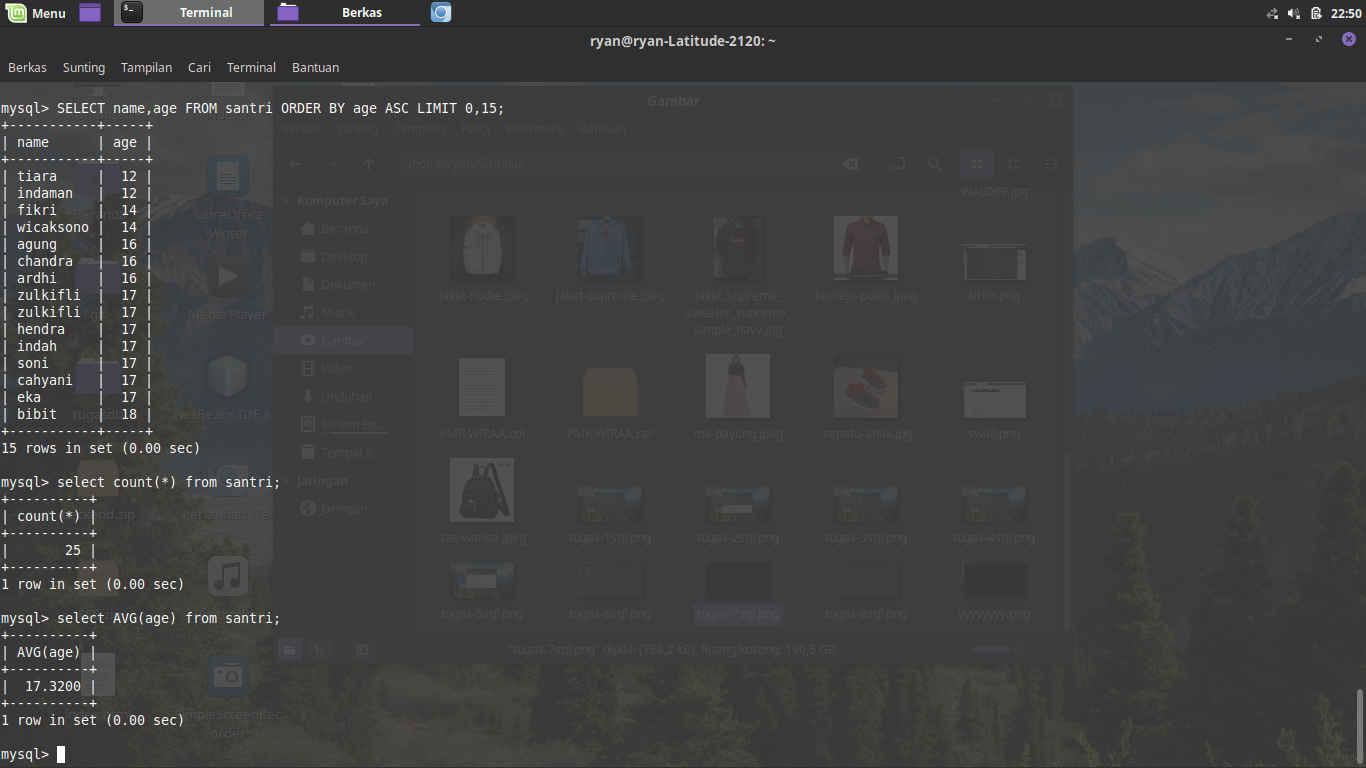 Menu
Terminal
Berkas
22:50
ryan@ryan-Latitude-2120: ~
Berkas Sunting Tampilan Cari Terminal Bantuan
mysql> SELECT name,age FROM santri ORDER BY age ASC LIMIT 0,15;
+-----------+-----+
| name      | age |
+-----------+-----+
| tiara     |  12 |
| indaman   |  12 |
| fikri     |  14 |
| wicaksono |  14 |
| agung     |  16 |
| chandra   |  16 |
| ardhi     |  16 |
| zulkifli  |  17 |
| zulkifli  |  17 |
| hendra    |  17 |
| indah     |  17 |
| soni      |  17 |
| cahyani   |  17 |
| eka       |  17 |
| bibit     |  18 |
+-----------+-----+
15 rows in set (0.00 sec)
mysql> select count(*) from santri;
+----------+
| count(*) |
+----------+
|       25 |
+----------+
1 row in set (0.00 sec)
mysql> select AVG(age) from santri;
+----------+
| AVG(age) |
+----------+
|  17.3200 |
+----------+
1 row in set (0.00 sec)
mysql>
Gambar
Berkas Sunting Tampilan Pergi Bookmark Bantuan
/home/ryan/Gambar
Komputer Saya
Beranda
Desktop
Dokumen
Musik
Gambar
Video
Unduhan
Sistem Be...
Tempat s...
Jaringan
Jaringan
WA0009.jpg
jaket-hodie.jpeg
jaket-supreme.jpeg
jaket_supreme_
sweater_supreme_
simple_navy.jpg
kemeja-polos.jpeg
kirim.png
PMR WIRAA.cdr
PMR WIRAA.rar
rok-payung.jpeg
sepatu-anak.jpg
swall.png
tas-wanita.jpeg
tugas-1sql.png
tugas-2sql.png
tugas-3sql.png
tugas-4sql.png
tugas-5sql.png
tugas-6sql.png
tugas-7sql.png
tugas-8sql.png
yyyyyyyy.png
"tugas-7sql.png" dipilih (768,2 kB), Ruang kosong: 190,5 GB
LibreOffice
Writer
Media Player
NetBeans IDE 8